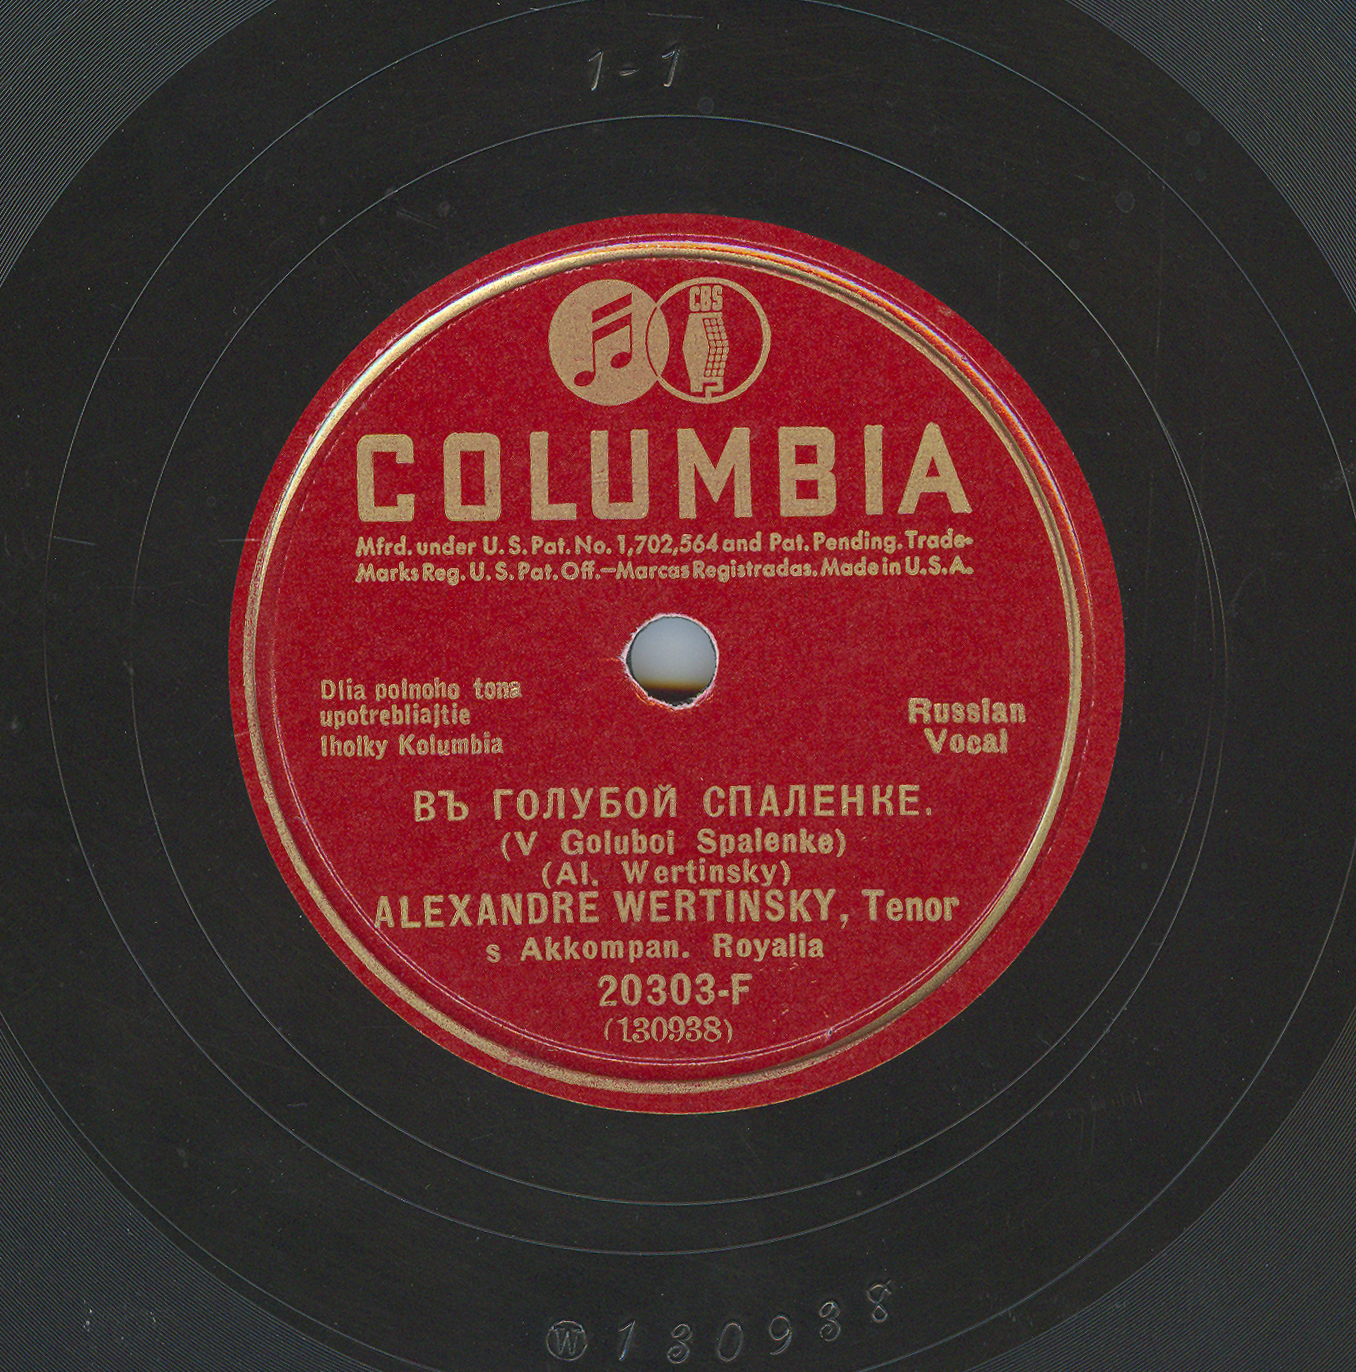 1-1
CBS
COLUMBIA
Mfrd. under U.S. Pat. No. 1,702,564 and Pat. Pending. Trade-
Marks Reg. U.S. Pat. Off.—Marcas Registradas. Made in U.S.A.
Dlia polnoho tona
upotrebliajtie
Iholky Kolumbia
Russian
Vocal
ВЪ ГОЛУБОЙ СПАЛЕНКЕ.
(V Goluboi Spalenke)
(Al. Wertinsky)
ALEXANDRE WERTINSKY, Tenor
s Akkompan. Royalia
20303-F
(130938)
W 130938